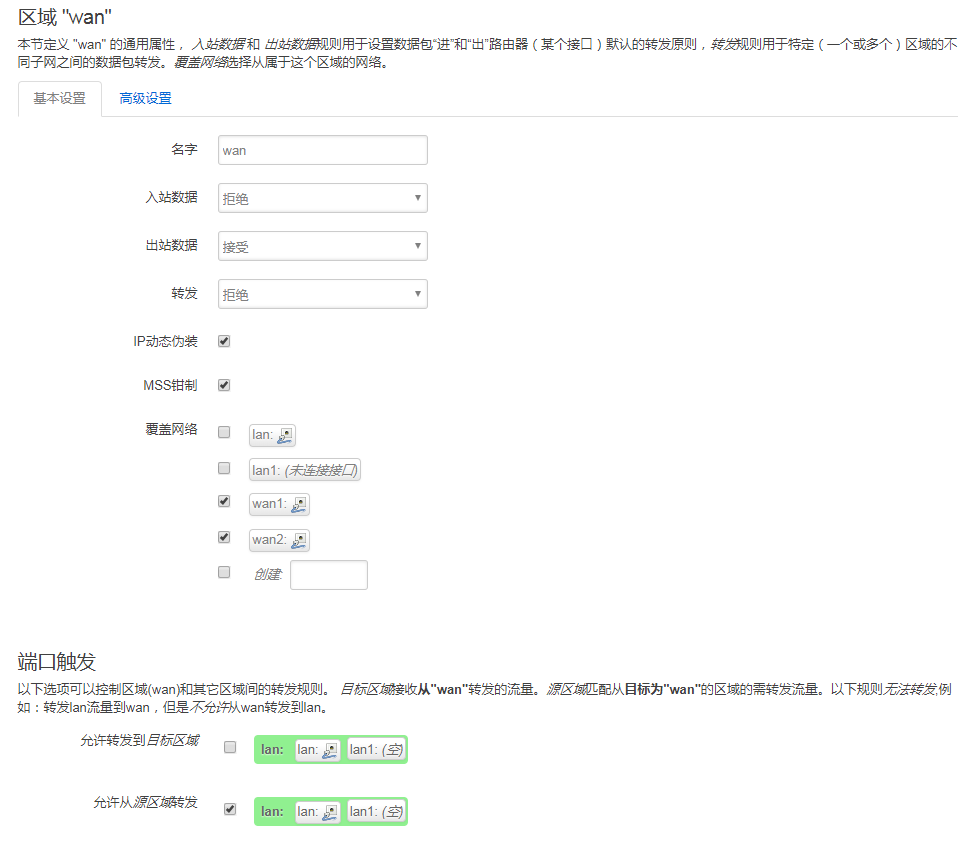 区域 "wan"
本节定义 "wan" 的通用属性， 入站数据 和 出站数据规则用于设置数据包“进”和“出”路由器（某个接口）默认的转发原则，转发规则用于特定（一个或多个）区域的不
同子网之间的数据包转发。覆盖网络选择从属于这个区域的网络。
基本设置 高级设置
名字 wan
入站数据 拒绝
出站数据 接受
转发 拒绝
IP动态伪装
MSS钳制
覆盖网络 lan:
lan1: (未连接接口)
wan1:
wan2:
创建:
端口触发
以下选项可以控制区域(wan)和其它区域间的转发规则。 目标区域接收从"wan"转发的流量。源区域匹配从目标为"wan"的区域的需转发流量。以下规则无法转发,例
如：转发lan流量到wan，但是不允许从wan转发到lan。
允许转发到目标区域 lan: lan: lan1: (空)
允许从源区域转发 lan: lan: lan1: (空)